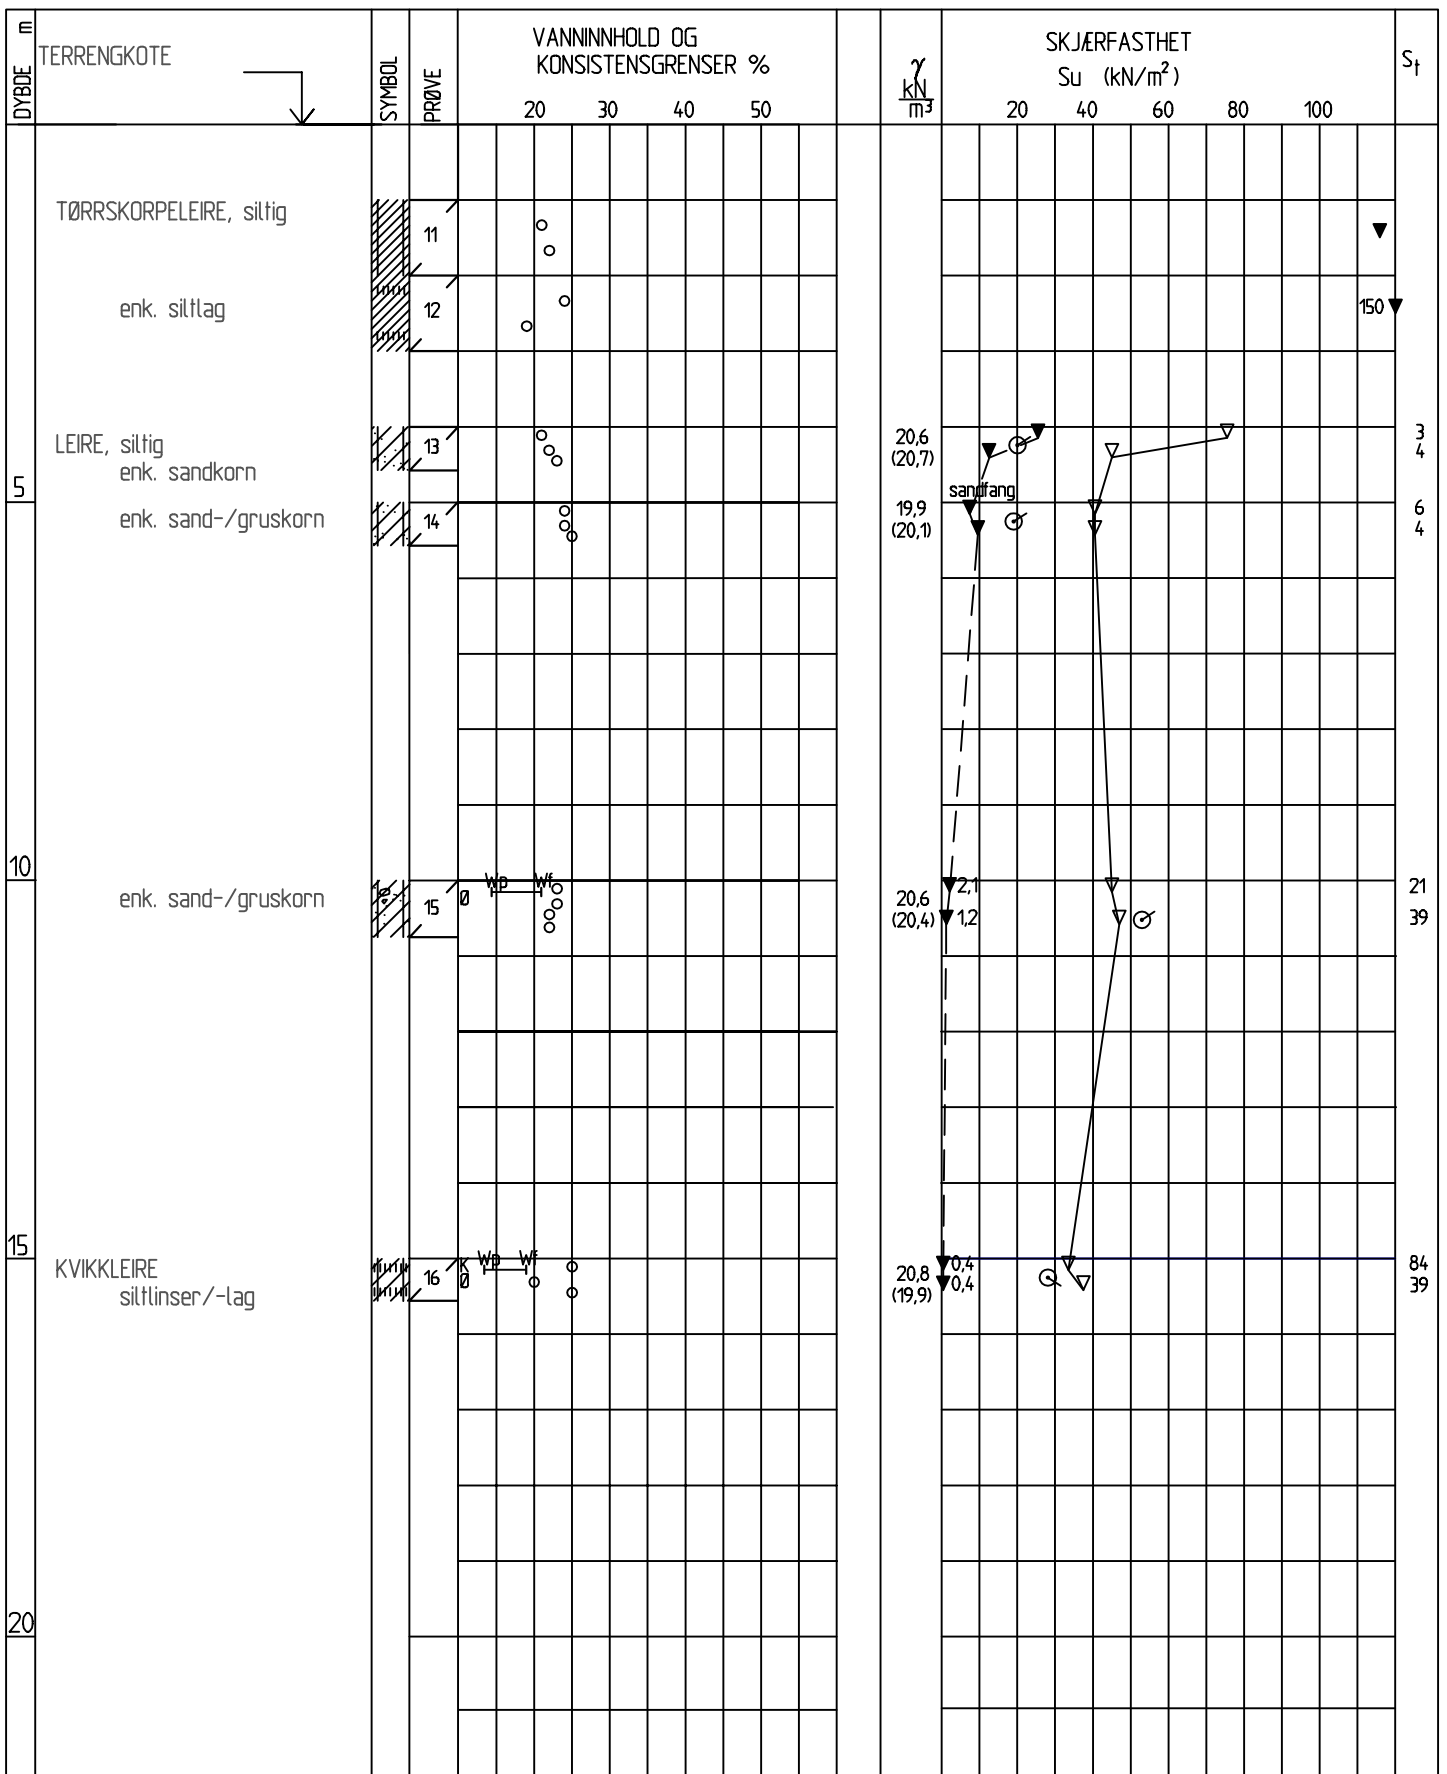 DYBDE m
TERRENGKOTE
SYMBOL
PRØVE
VANNINNHOLD OG
KONSISTENSGRENSER %
20 30 40 50
γ
kN
m³
SKJÆRFASTHET
Su (kN/m²)
20 40 60 80 100
St
TØRRSKORPELEIRE, siltig
11
enk. siltlag
12
150
LEIRE, siltig
enk. sandkorn
13
20,6
(20,7)
3
4
5
sandfang
enk. sand-/gruskorn
14
19,9
(20,1)
6
4
10
enk. sand-/gruskorn
15
Ø
Wp Wf
20,6
(20,4)
2,1
1,2
21
39
15
KVIKKLEIRE
siltlinser/-lag
16
K
Ø
Wp Wf
20,8
(19,9)
0,4
0,4
84
39
20